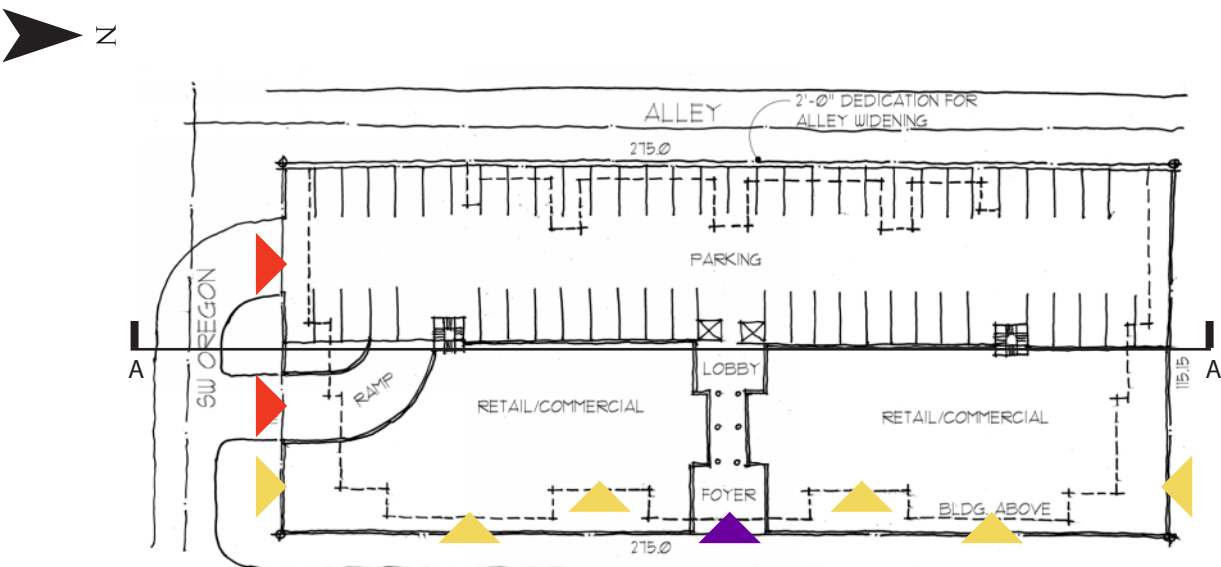 N
ALLEY
2'-0" DEDICATION FOR
ALLEY WIDENING
275.0
PARKING
SW OREGON
A
A
LOBBY
115.15
RAMP
RETAIL/COMMERCIAL
RETAIL/COMMERCIAL
FOYER
BLDG. ABOVE
275.0